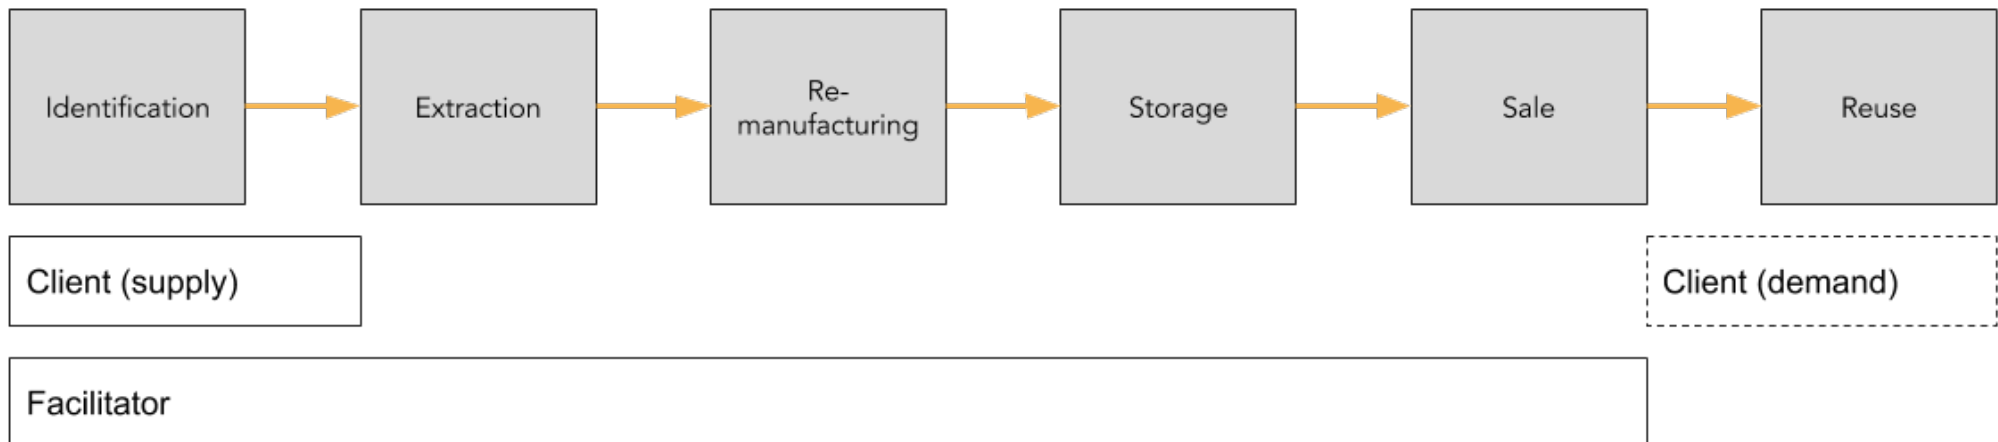 Identification
Extraction
Re-
manufacturing
Storage
Sale
Reuse
Client (supply)
Client (demand)
Facilitator